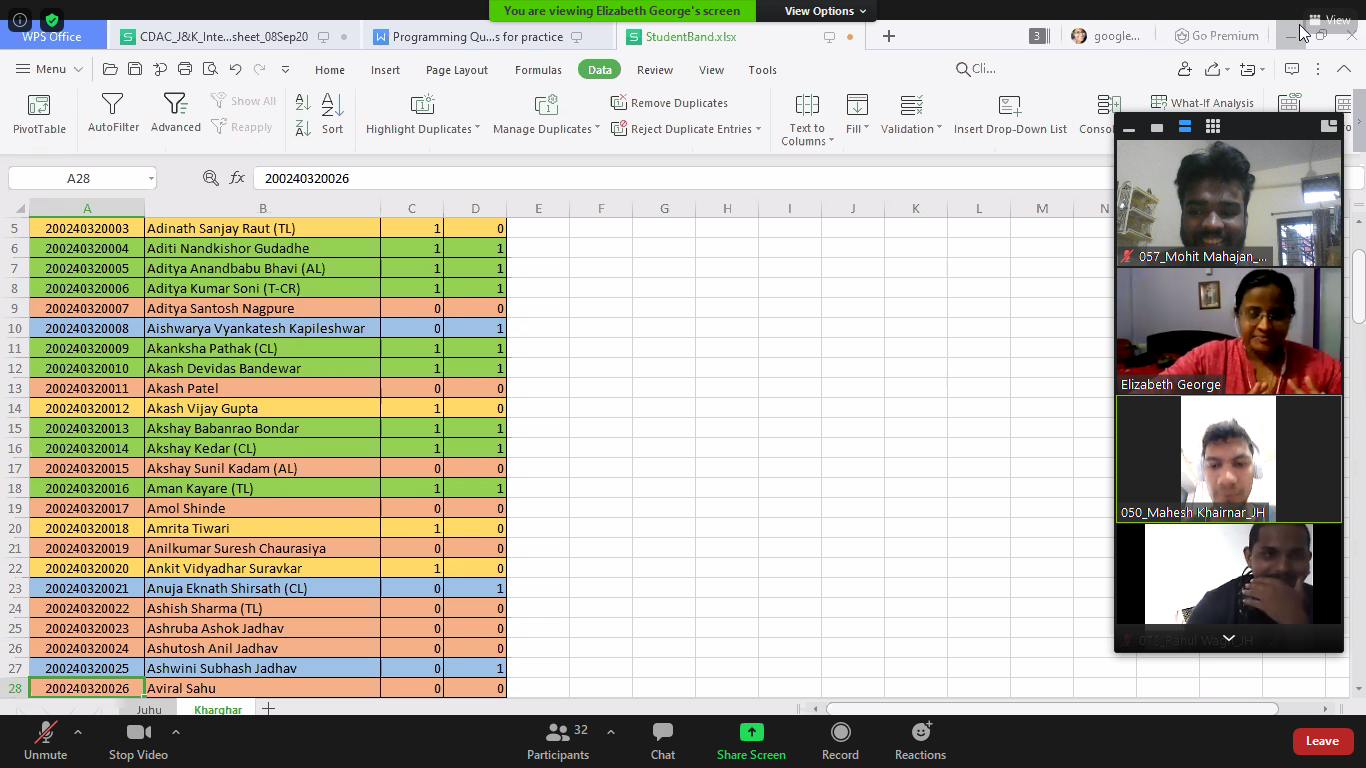 You are viewing Elizabeth George's screen View Options
View
WPS Office CDAC_J&K_Inte...sheet_08Sep20 Programming Qu...s for practice StudentBand.xlsx 3 google... Go Premium
Menu Home Insert Page Layout Formulas Data Review View Tools Cli...
PivotTable AutoFilter Advanced Show All Reapply Sort Highlight Duplicates Manage Duplicates Remove Duplicates Reject Duplicate Entries Text to Columns Fill Validation Insert Drop-Down List What-If Analysis
A28 fx 200240320026
A B C D E F G H I J K L M N
5 200240320003 Adinath Sanjay Raut (TL) 1 0
6 200240320004 Aditi Nandkishor Gudadhe 1 1
7 200240320005 Aditya Anandbabu Bhavi (AL) 1 1
8 200240320006 Aditya Kumar Soni (T-CR) 1 1
9 200240320007 Aditya Santosh Nagpure 0 0
10 200240320008 Aishwarya Vyankatesh Kapileshwar 0 1
11 200240320009 Akanksha Pathak (CL) 1 1
12 200240320010 Akash Devidas Bandewar 1 1
13 200240320011 Akash Patel 0 0
14 200240320012 Akash Vijay Gupta 1 0
15 200240320013 Akshay Babanrao Bondar 1 1
16 200240320014 Akshay Kedar (CL) 1 1
17 200240320015 Akshay Sunil Kadam (AL) 0 0
18 200240320016 Aman Kayare (TL) 1 1
19 200240320017 Amol Shinde 0 0
20 200240320018 Amrita Tiwari 1 0
21 200240320019 Anilkumar Suresh Chaurasiya 0 0
22 200240320020 Ankit Vidyadhar Suravkar 1 0
23 200240320021 Anuja Eknath Shirsath (CL) 0 1
24 200240320022 Ashish Sharma (TL) 0 0
25 200240320023 Ashruba Ashok Jadhav 0 0
26 200240320024 Ashutosh Anil Jadhav 0 0
27 200240320025 Ashwini Subhash Jadhav 0 1
28 200240320026 Aviral Sahu 0 0
Juhu Kharghar
057_Mohit Mahajan_...
Elizabeth George
050_Mahesh Khairnar_JH
078_Rahul Wagh_JH
Unmute Stop Video Participants 32 Chat Share Screen Record Reactions Leave